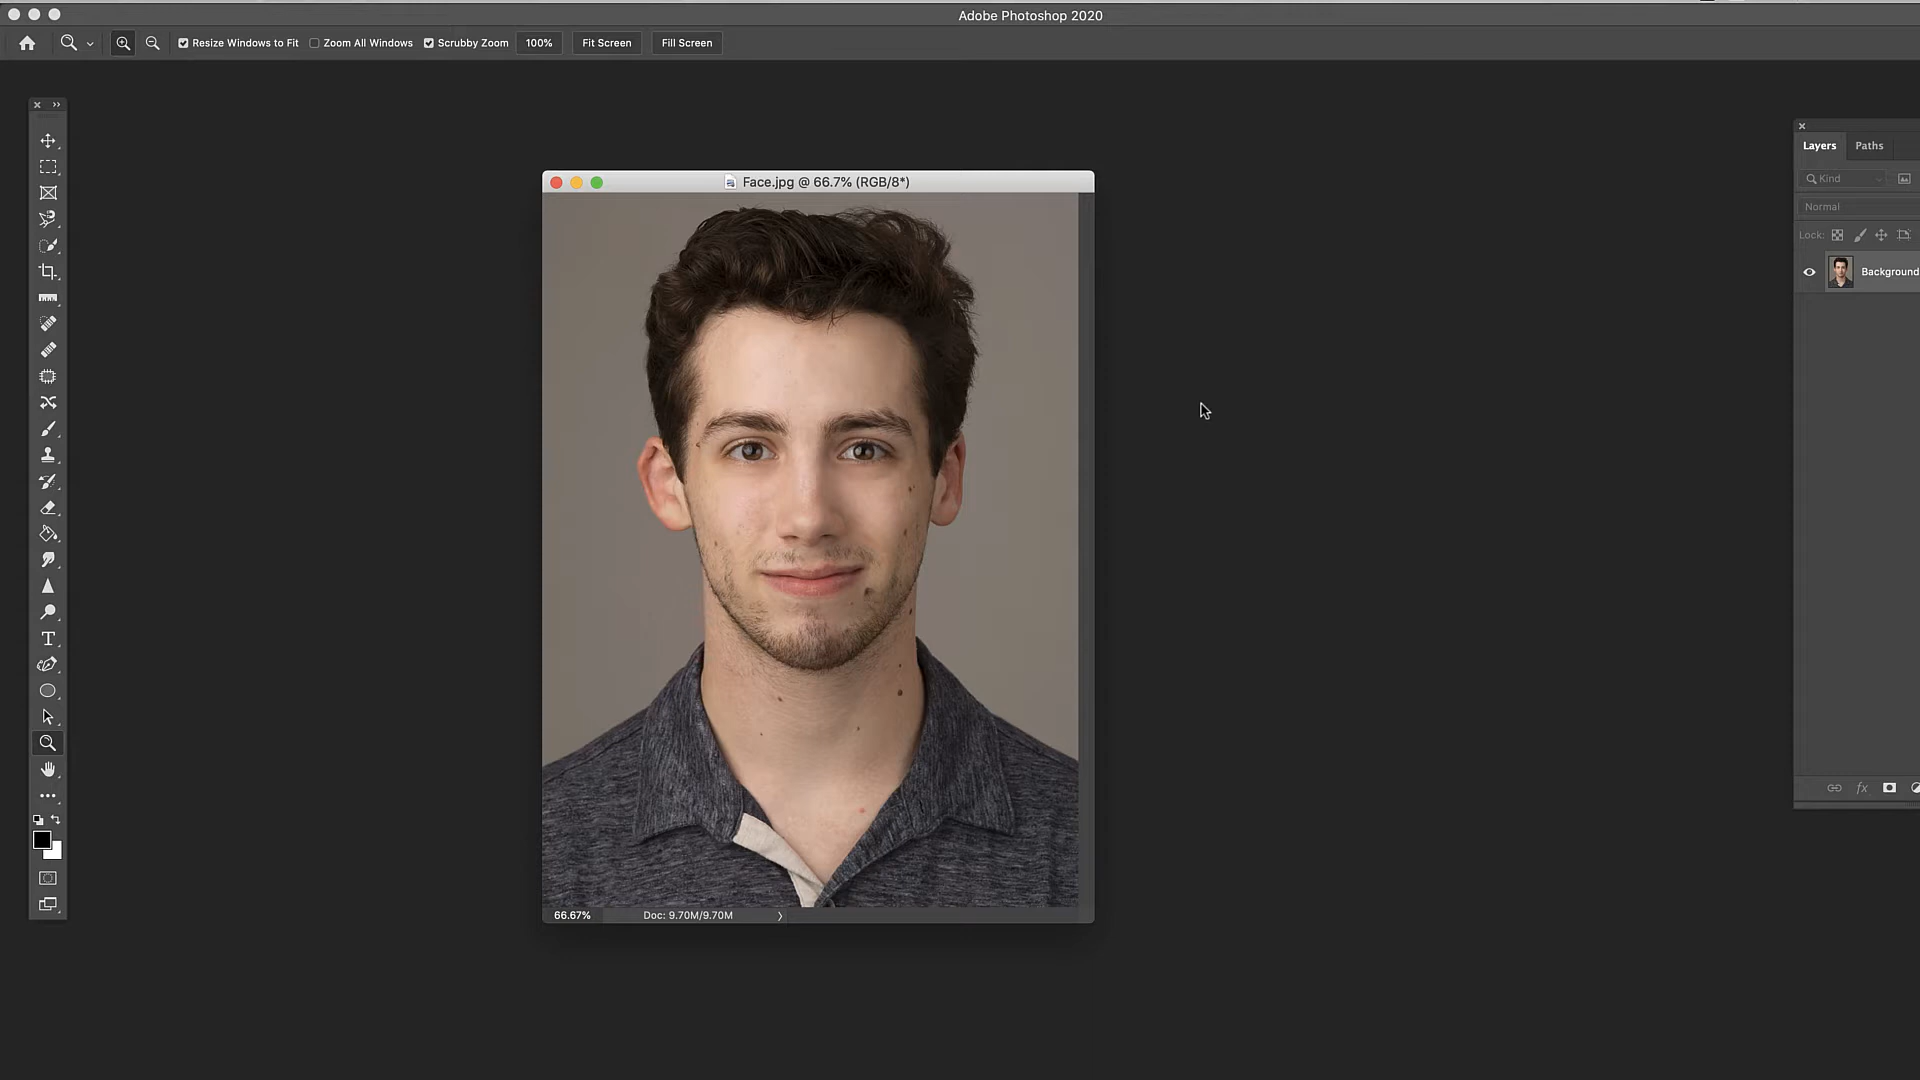 Adobe Photoshop 2020
Resize Windows to Fit Zoom All Windows Scrubby Zoom 100% Fit Screen Fill Screen
Face.jpg @ 66.7% (RGB/8*)
Layers Paths
Kind
Normal
Lock:
Background
T
fx
66.67% Doc: 9.70M/9.70M